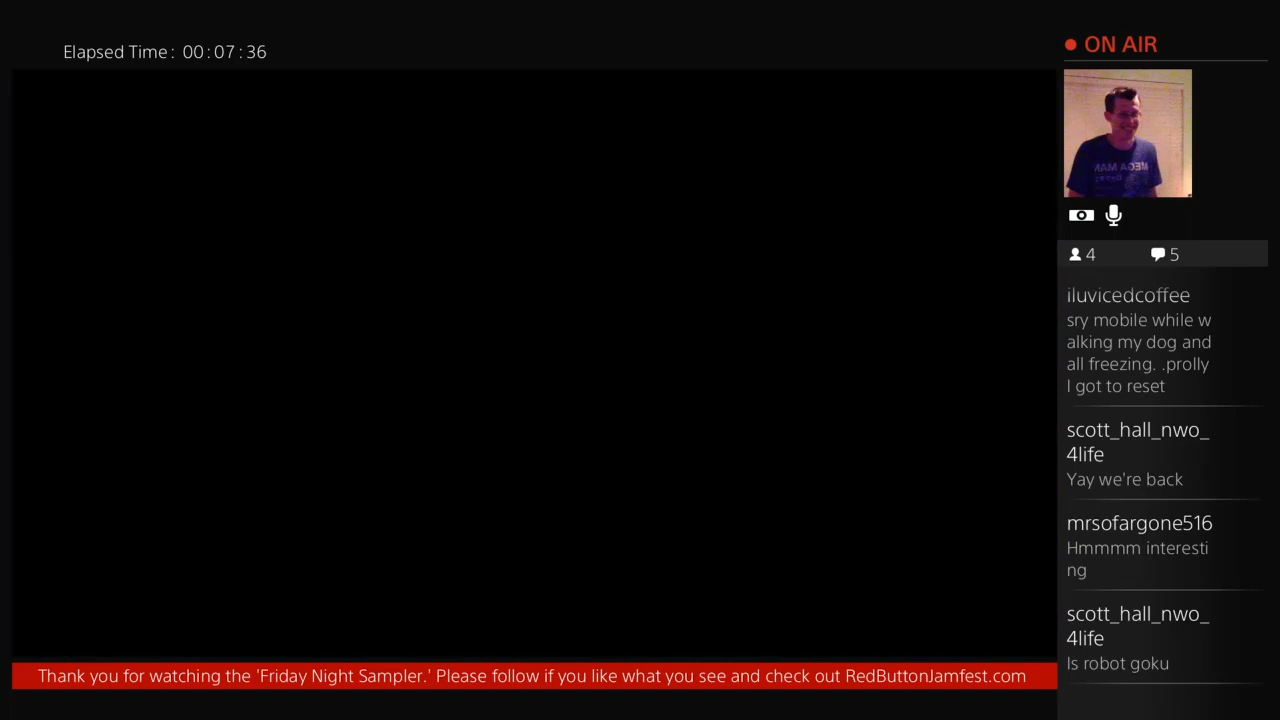 Elapsed Time: 00:07:36
ON AIR
4
5
iluvicedcoffee
sry mobile while w
alking my dog and
all freezing. .prolly
I got to reset
scott_hall_nwo_
4life
Yay we're back
mrsofargone516
Hmmmm interesti
ng
scott_hall_nwo_
4life
Is robot goku
Thank you for watching the 'Friday Night Sampler.' Please follow if you like what you see and check out RedButtonJamfest.com